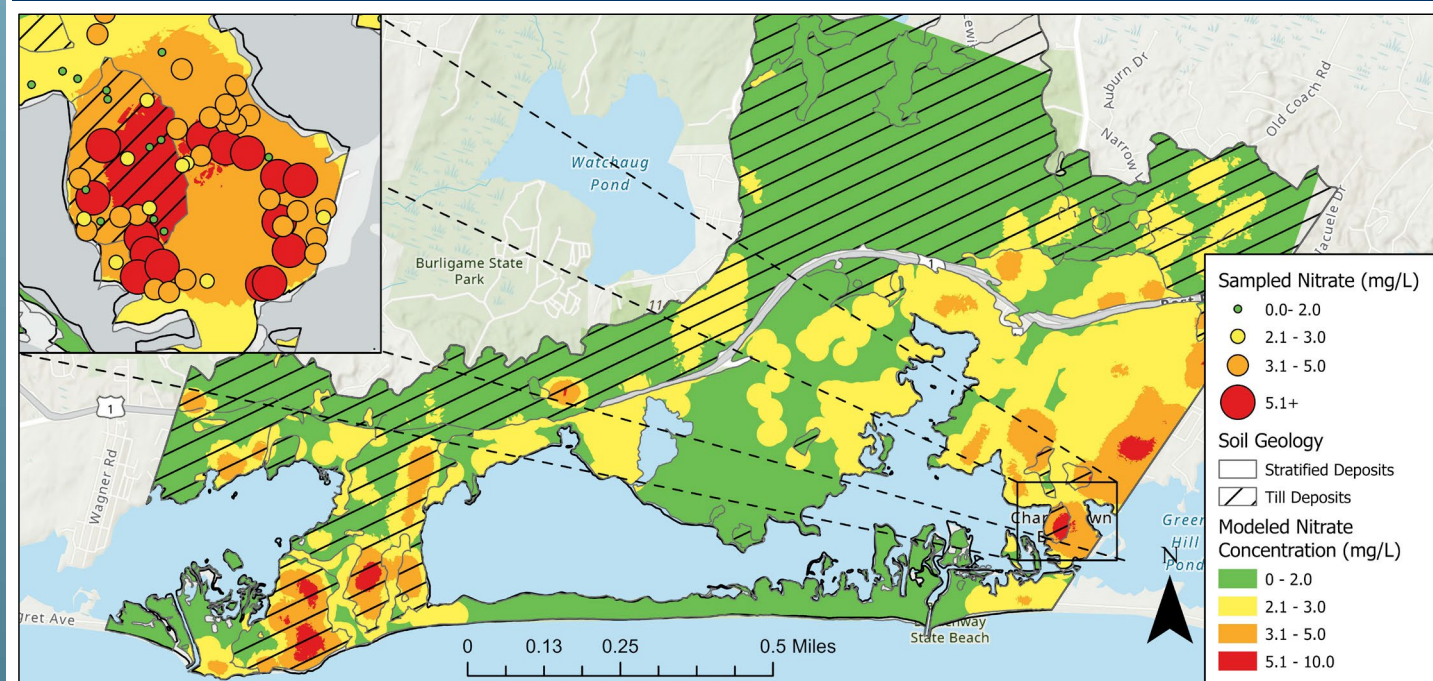 Watchaug
Pond
Burligame State
Park
11
1
1
Wagner Rd
Auburn Dr
Narrow
Old Coach Rd
Green
Hill
Pond
N
State Beach
0
0.13
0.25
0.5 Miles
Sampled Nitrate (mg/L)
0.0- 2.0
2.1 - 3.0
3.1 - 5.0
5.1+
Soil Geology
Stratified Deposits
Till Deposits
Modeled Nitrate
Concentration (mg/L)
0 - 2.0
2.1 - 3.0
3.1 - 5.0
5.1 - 10.0